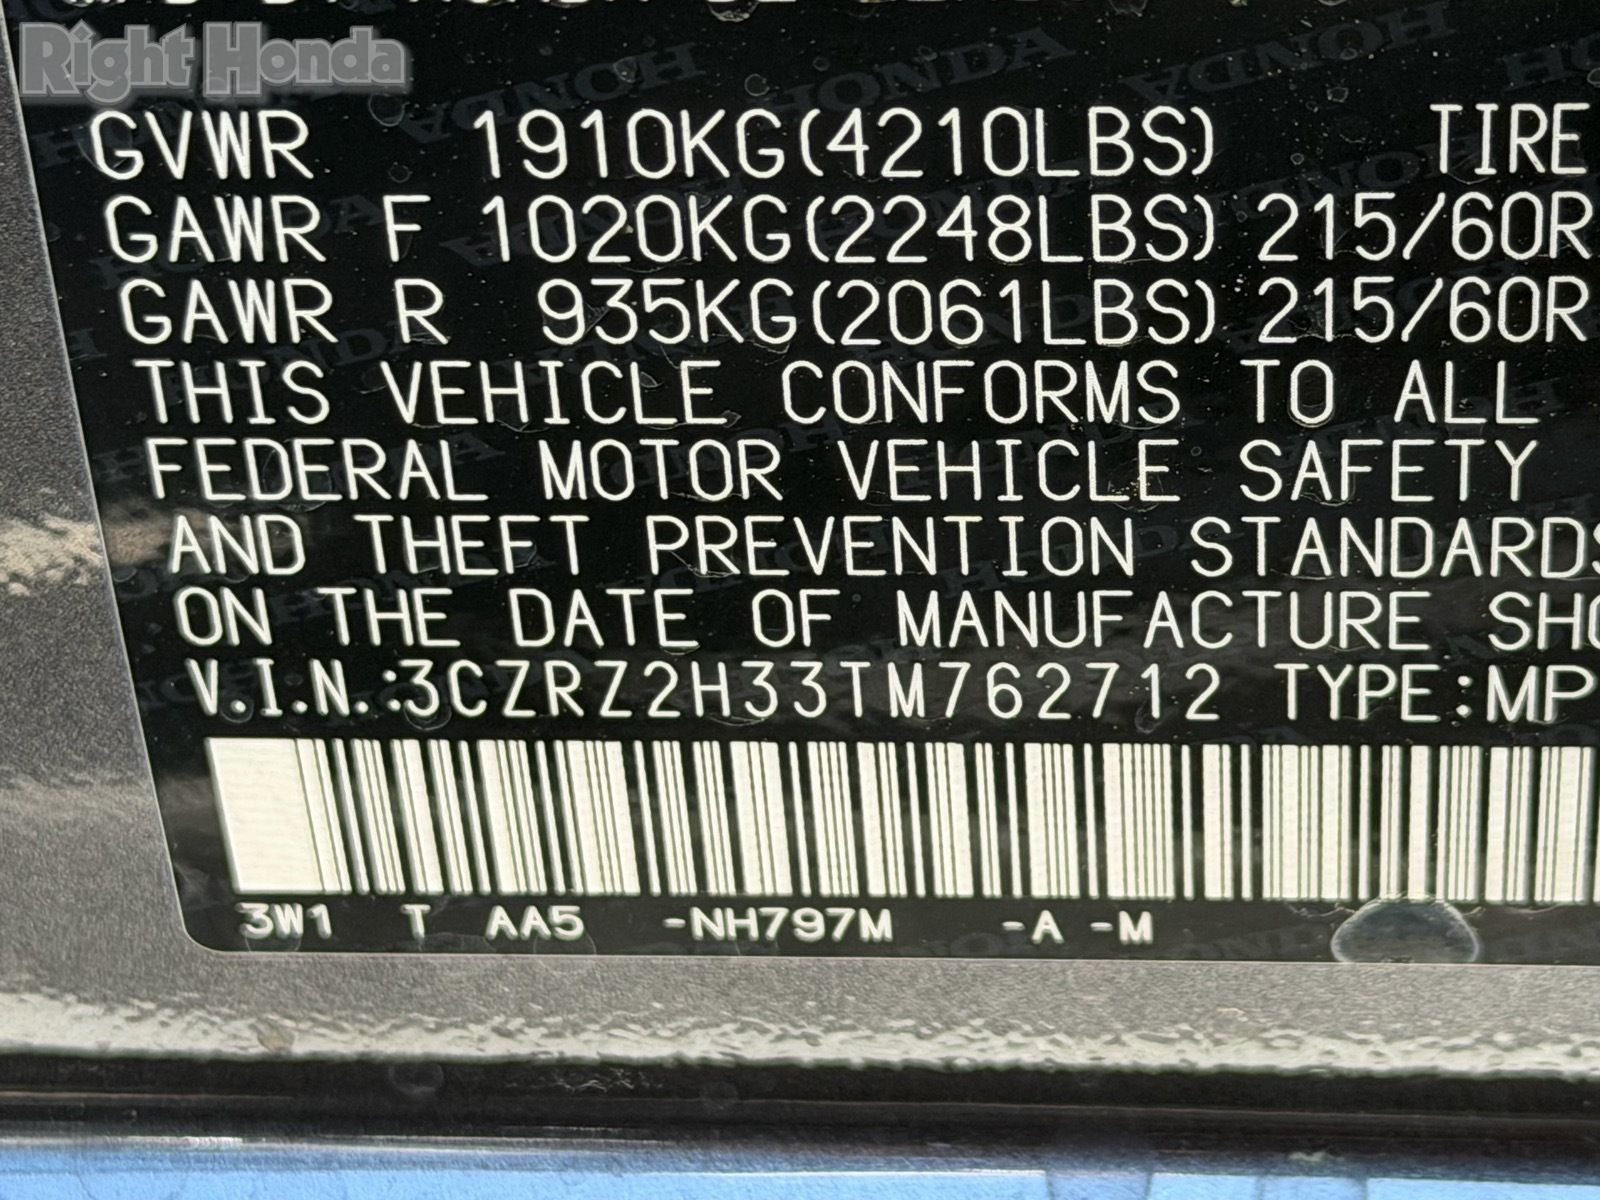 Right Honda
GVWR 1910KG(4210LBS) TIRE
GAWR F 1020KG(2248LBS) 215/60R
GAWR R 935KG(2061LBS) 215/60R
THIS VEHICLE CONFORMS TO ALL
FEDERAL MOTOR VEHICLE SAFETY
AND THEFT PREVENTION STANDARDS
ON THE DATE OF MANUFACTURE SHO
V.I.N.:3CZRZ2H33TM762712 TYPE:MP
3W1 T AA5 -NH797M -A -M